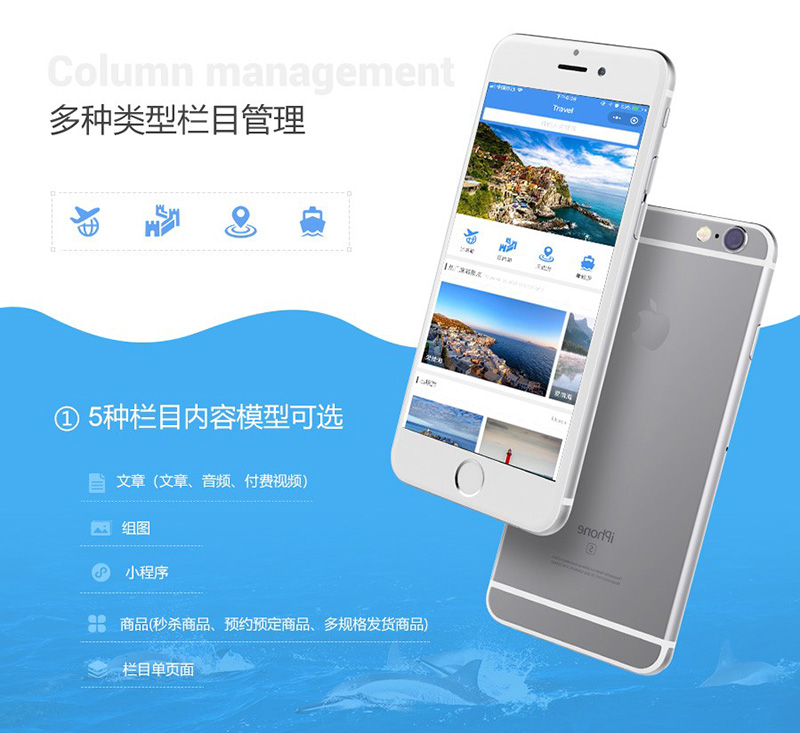 Column management
多种类型栏目管理
Travel
① 5种栏目内容模型可选
文章（文章、音频、付费视频）
组图
小程序
商品(秒杀商品、预约预定商品、多规格发货商品)
栏目单页面
iPhone
S